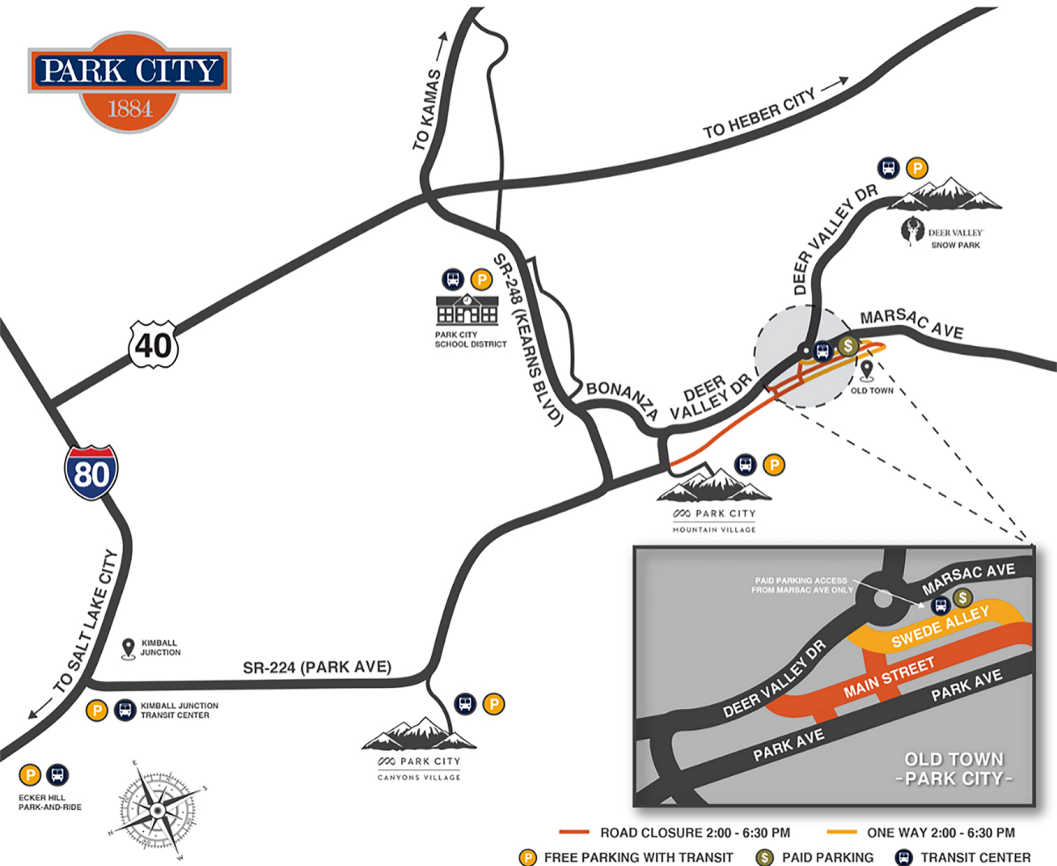 PARK CITY
1884
TO KAMAS
TO HEBER CITY
DEER VALLEY DR
DEER VALLEY
SNOW PARK
SR-248 (KEARNS BLVD)
P
P
PARK CITY
SCHOOL DISTRICT
MARSAC AVE
$
OLD TOWN
40
BONANZA
DEER
VALLEY DR
80
P
PARK CITY
MOUNTAIN VILLAGE
TO SALT LAKE CITY
KIMBALL
JUNCTION
SR-224 (PARK AVE)
P
KIMBALL JUNCTION
TRANSIT CENTER
P
PARK CITY
CANYONS VILLAGE
P
ECKER HILL
PARK-AND-RIDE
E
S
N
W
PAID PARKING ACCESS
FROM MARSAC AVE ONLY
MARSAC AVE
$
SWEDE ALLEY
DEER VALLEY DR
MAIN STREET
PARK AVE
PARK AVE
OLD TOWN
-PARK CITY-
ROAD CLOSURE 2:00 - 6:30 PM
ONE WAY 2:00 - 6:30 PM
P FREE PARKING WITH TRANSIT
$ PAID PARKING
TRANSIT CENTER